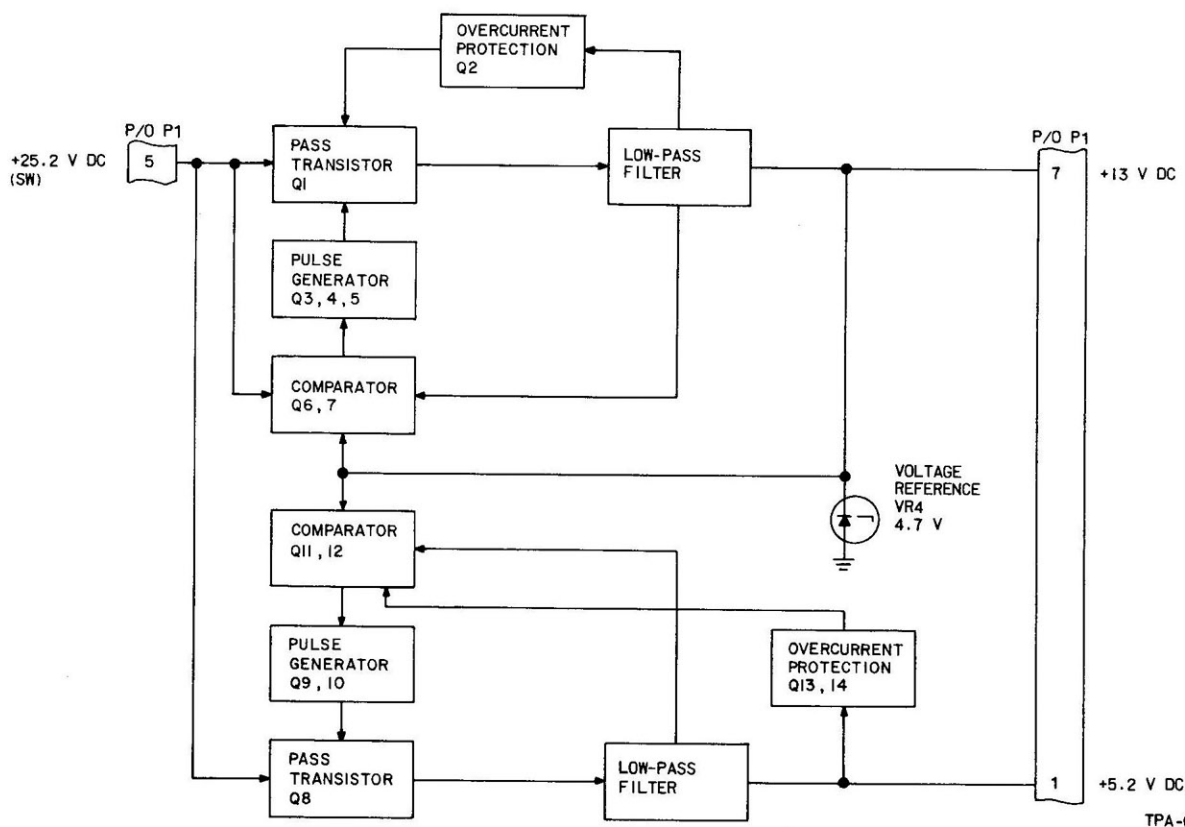 OVERCURRENT
PROTECTION
Q2
P/O P1
5
+25.2 V DC
(SW)
PASS
TRANSISTOR
Q1
LOW-PASS
FILTER
P/O P1
7
+13 V DC
PULSE
GENERATOR
Q3, 4, 5
COMPARATOR
Q6, 7
VOLTAGE
REFERENCE
VR4
4.7 V
COMPARATOR
Q11, 12
PULSE
GENERATOR
Q9, 10
OVERCURRENT
PROTECTION
Q13, 14
PASS
TRANSISTOR
Q8
LOW-PASS
FILTER
1
+5.2 V DC